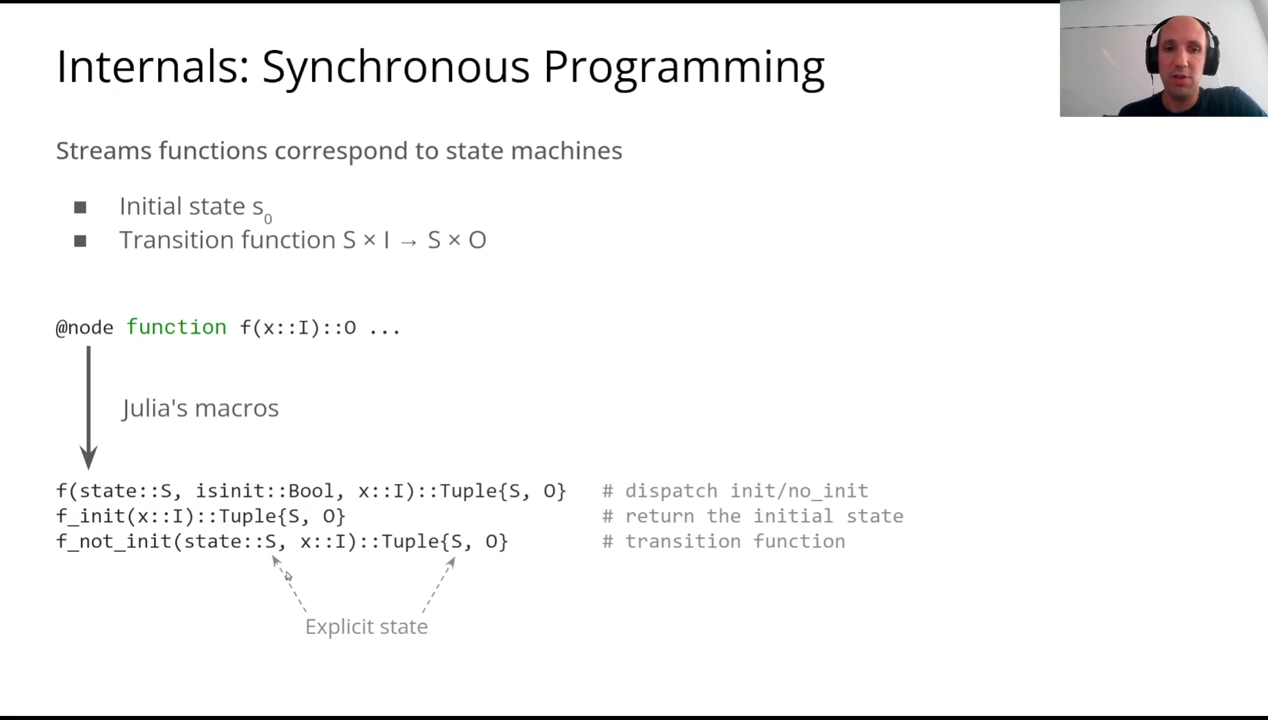 Internals: Synchronous Programming
Streams functions correspond to state machines
■ Initial state s0
■ Transition function S × I → S × O
@node function f(x::I)::O ...
Julia's macros
f(state::S, isinit::Bool, x::I)::Tuple{S, O} # dispatch init/no_init
f_init(x::I)::Tuple{S, O} # return the initial state
f_not_init(state::S, x::I)::Tuple{S, O} # transition function
Explicit state